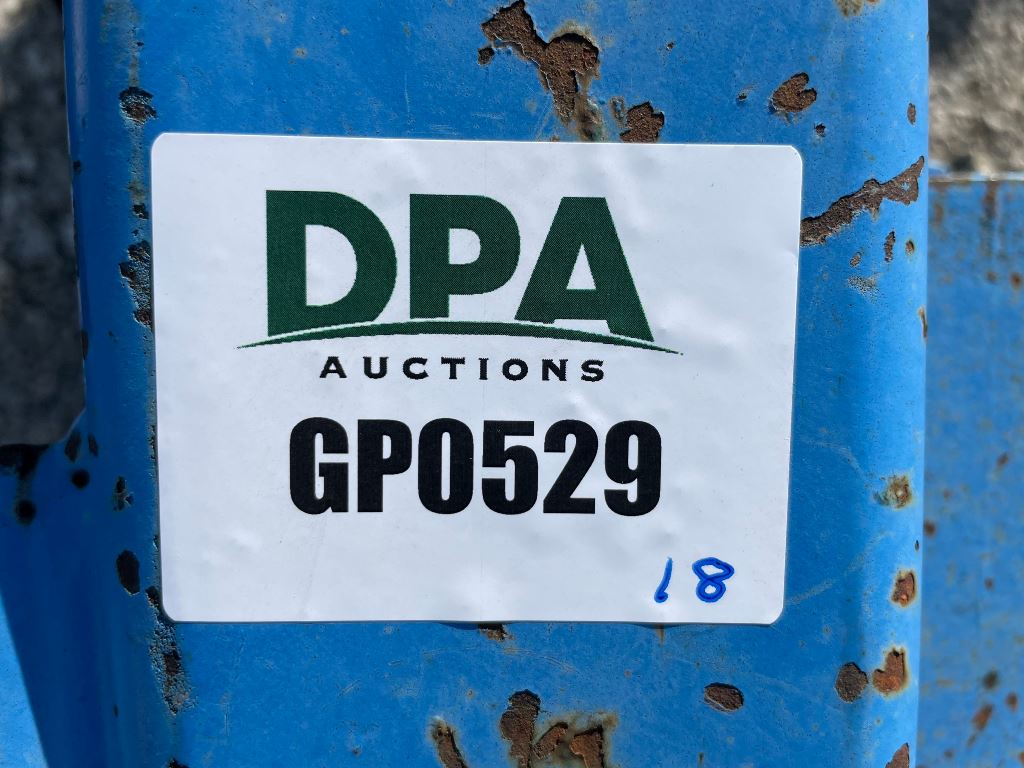 DPA
AUCTIONS
GP0529
18